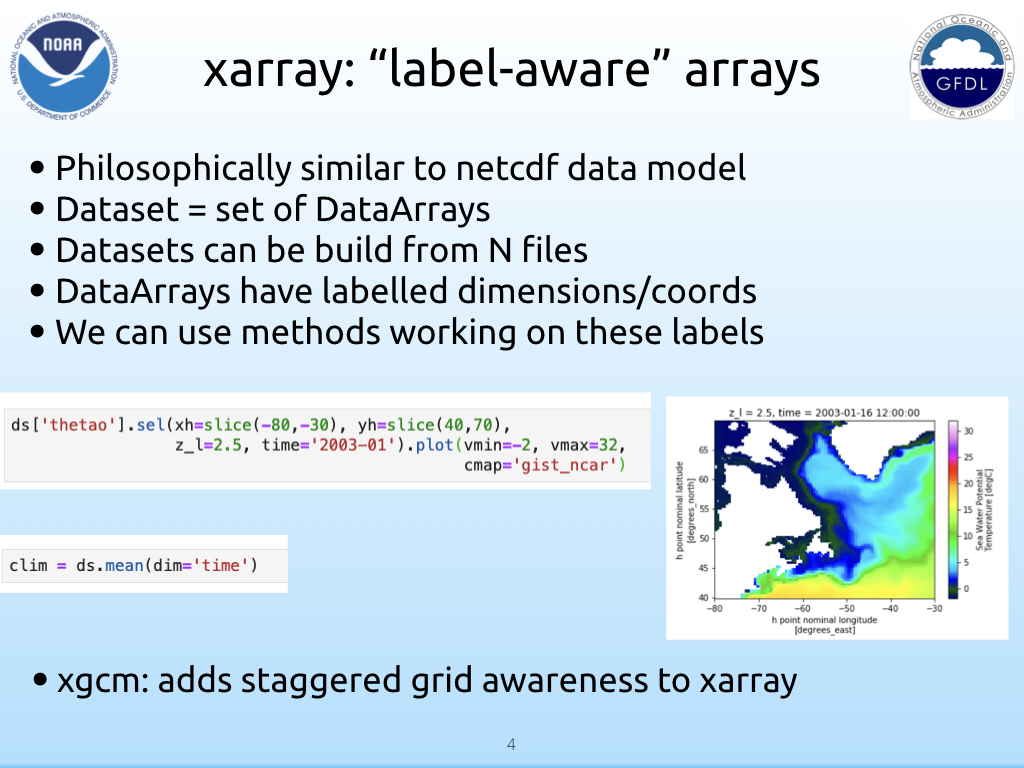 NATIONAL OCEANIC AND ATMOSPHERIC ADMINISTRATION
NOAA
U.S. DEPARTMENT OF COMMERCE
xarray: “label-aware” arrays
National Oceanic and
GFDL
Atmospheric Administration
• Philosophically similar to netcdf data model
• Dataset = set of DataArrays
• Datasets can be build from N files
• DataArrays have labelled dimensions/coords
• We can use methods working on these labels
ds['thetao'].sel(xh=slice(-80,-30), yh=slice(40,70),
z_l=2.5, time='2003-01').plot(vmin=-2, vmax=32,
cmap='gist_ncar')
clim = ds.mean(dim='time')
z_l = 2.5, time = 2003-01-16 12:00:00
65
60
55
50
45
40
h point nominal latitude
[degrees_north]
−80 −70 −60 −50 −40 −30
h point nominal longitude
[degrees_east]
30
25
20
15
10
5
0
Sea Water Potential
Temperature [degC]
• xgcm: adds staggered grid awareness to xarray
4